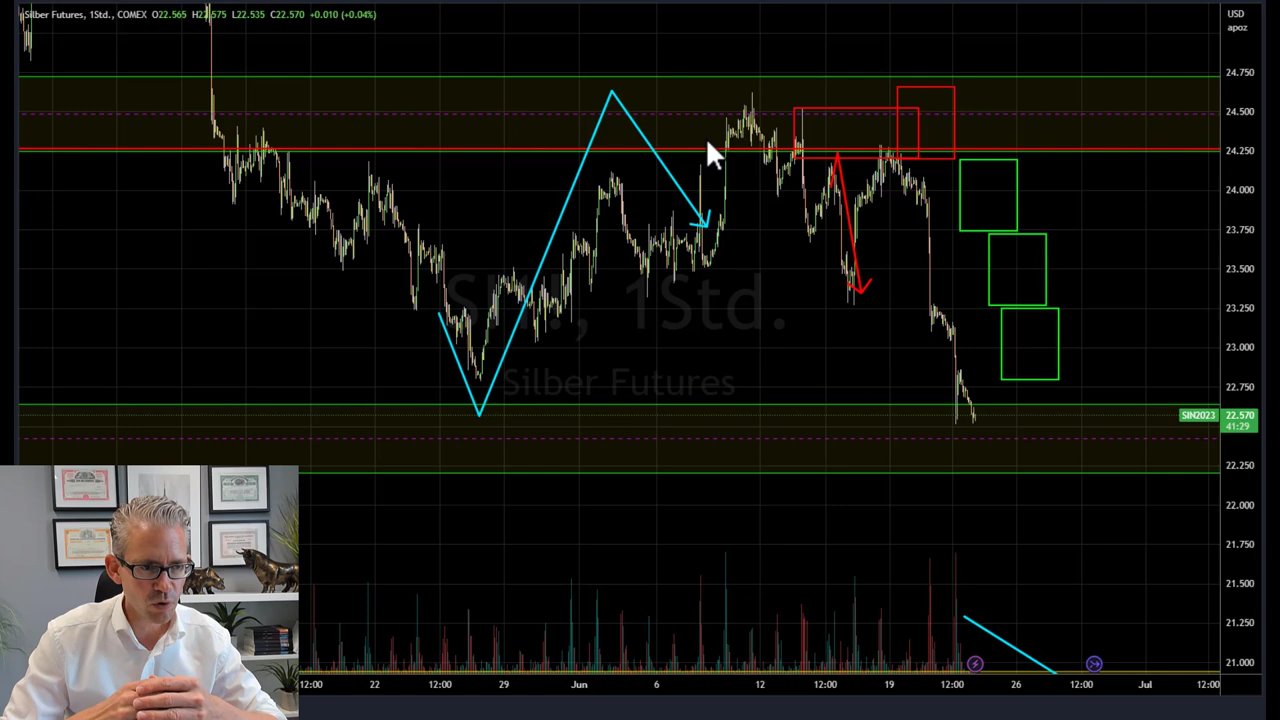 Silber Futures, 1Std., COMEX O22.565 H22.575 L22.535 C22.570 +0.010 (+0.04%)
USD
apoz
24.750
24.500
24.250
24.000
23.750
23.500
23.250
23.000
22.750
SIN2023 22.570
41:29
22.250
22.000
21.750
21.500
21.250
21.000
SI1!, 1Std.
Silber Futures
12:00 22 12:00 29 Jun 6 12 12:00 19 12:00 26 12:00 Jul 12:00